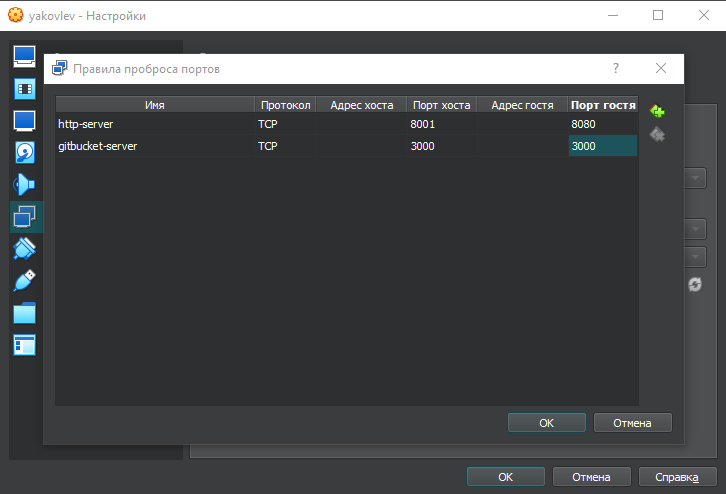 yakovlev - Настройки
Правила проброса портов
Имя Протокол Адрес хоста Порт хоста Адрес гостя Порт гостя
http-server TCP 8001 8080
gitbucket-server TCP 3000 3000
OK Отмена
OK Отмена Справка